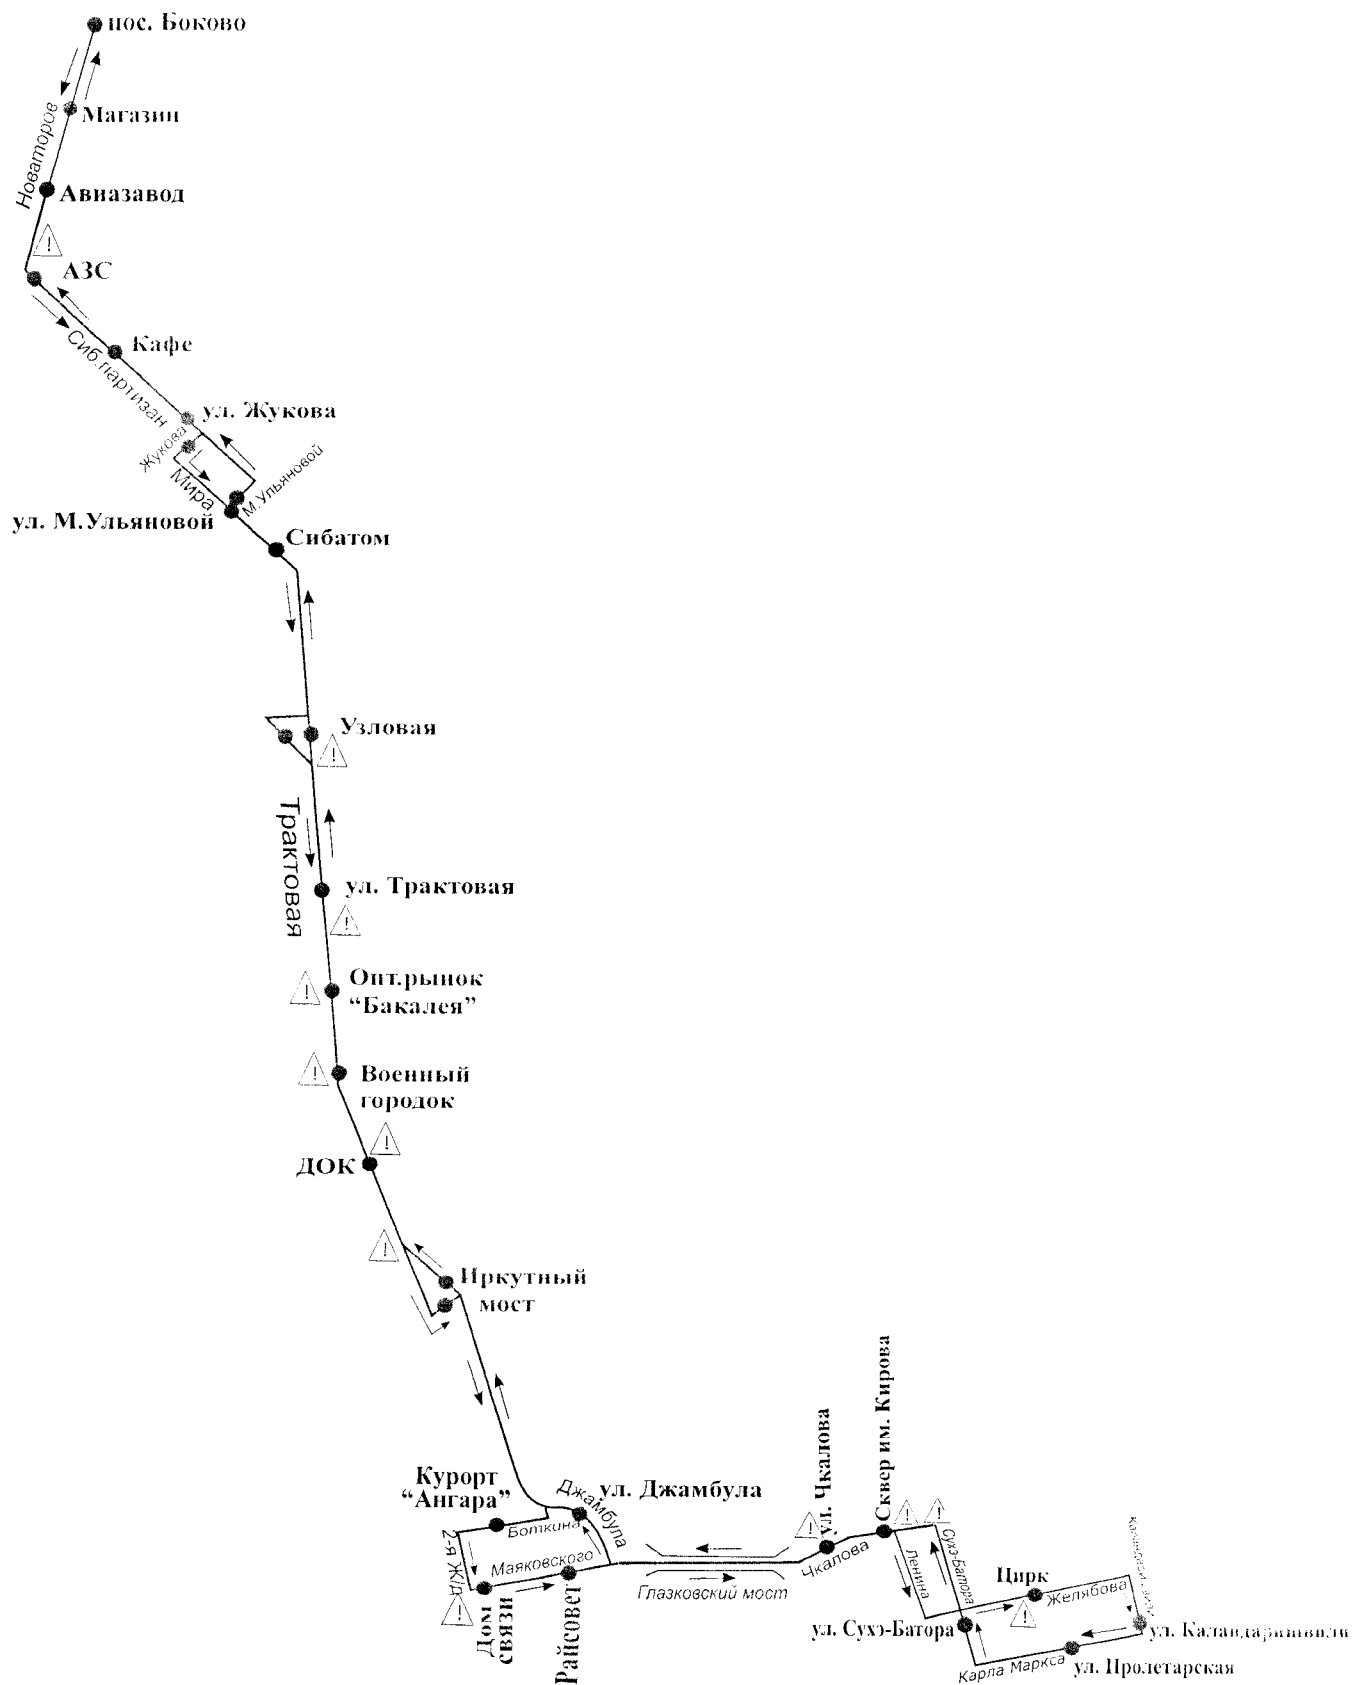 пос. Боково
Магазин
Новаторов
Авиазавод
!
АЗС
Кафе
Сиб.партизан
ул. Жукова
Жукова
М.Ульяновой
Мира
ул. М.Ульяновой
Сибатом
Узловая
!
Трактовая
ул. Трактовая
!
Опт.рынок
“Бакалея”
!
Военный
городок
!
ДОК
!
!
Иркутный
мост
Курорт
“Ангара”
Боткина
2-я Ж/д
Джамбула
ул. Джамбула
Маяковского
!
Дом
связи
Райсовет
Глазковский мост
!
ул. Чкалова
Чкалова
Сквер им. Кирова
!
!
Ленина
Сухэ-Батора
Цирк
!
Желябова
Каландаришвили
ул. Сухэ-Батора
ул. Каландаришвили
Карла Маркса
ул. Пролетарская